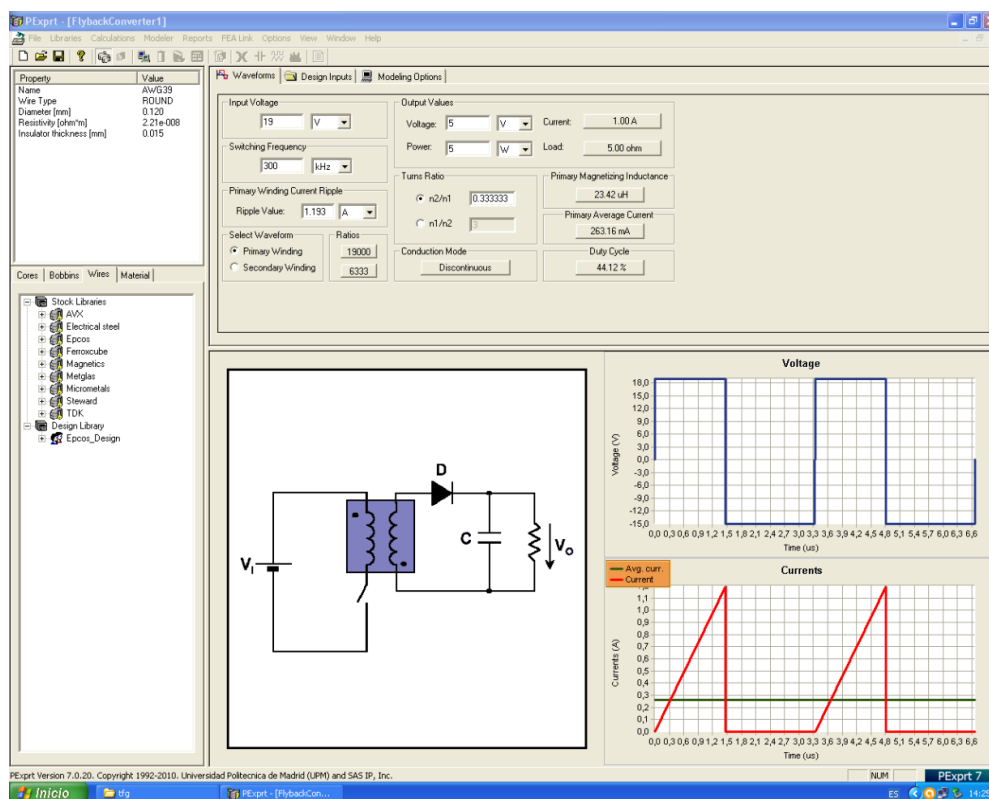 PExprt - [FlybackConverter1]
File Libraries Calculations Modeler Reports FEA Link Options View Window Help
Property Value
Name AWG39
Wire Type ROUND
Diameter [mm] 0.120
Resistivity [ohm*m] 2.21e-008
Insulator thickness [mm] 0.015
Cores Bobbins Wires Material
Stock Libraries
AVX
Electrical steel
Epcos
Ferroxcube
Magnetics
Metglas
Micrometals
Steward
TDK
Design Library
Epcos_Design
Waveforms Design Inputs Modeling Options
Input Voltage
19 V
Switching Frequency
300 kHz
Primary Winding Current Ripple
Ripple Value: 1.193 A
Select Waveform
Primary Winding
Secondary Winding
Ratios
19000
6333
Output Values
Voltage: 5 V Current: 1.00 A
Power: 5 W Load: 5.00 ohm
Turns Ratio
n2/n1 0.333333
n1/n2 3
Conduction Mode
Discontinuous
Primary Magnetizing Inductance
23.42 uH
Primary Average Current
263.16 mA
Duty Cycle
44.12 %
D
C
VI
Vo
Voltage
Voltage (V)
18,0
15,0
12,0
9,0
6,0
3,0
0,0
-3,0
-6,0
-9,0
-12,0
-15,0
0,0 0,3 0,6 0,9 1,2 1,5 1,8 2,1 2,4 2,7 3,0 3,3 3,6 3,9 4,2 4,5 4,8 5,1 5,4 5,7 6,0 6,3 6,6
Time (us)
Currents
Avg. curr.
Current
Currents (A)
1,1
1,0
0,9
0,8
0,7
0,6
0,5
0,4
0,3
0,2
0,1
0,0
0,0 0,3 0,6 0,9 1,2 1,5 1,8 2,1 2,4 2,7 3,0 3,3 3,6 3,9 4,2 4,5 4,8 5,1 5,4 5,7 6,0 6,3 6,6
Time (us)
PExprt Version 7.0.20. Copyright 1992-2010. Universidad Politecnica de Madrid (UPM) and SAS IP, Inc.
NUM
PExprt 7
Inicio
tfg
PExprt - [FlybackCon...
ES
14:25